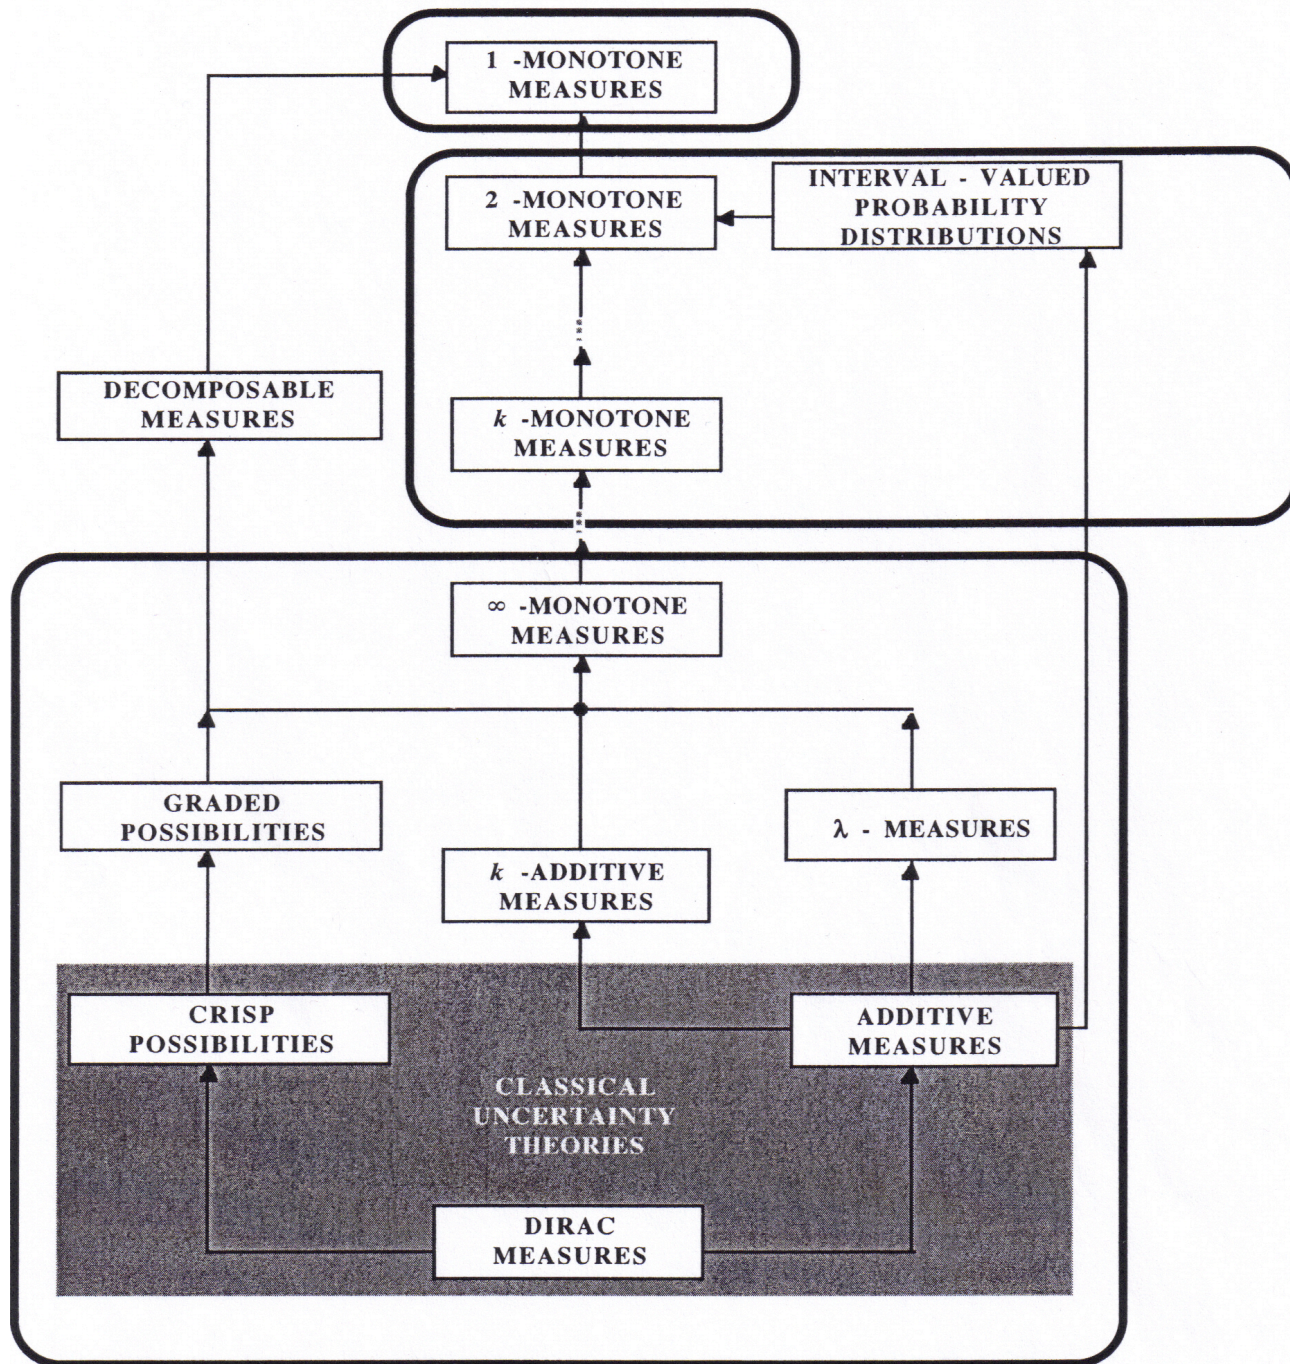 1 -MONOTONE
MEASURES
2 -MONOTONE
MEASURES
INTERVAL - VALUED
PROBABILITY
DISTRIBUTIONS
DECOMPOSABLE
MEASURES
k -MONOTONE
MEASURES
∞ -MONOTONE
MEASURES
GRADED
POSSIBILITIES
k -ADDITIVE
MEASURES
λ - MEASURES
CRISP
POSSIBILITIES
ADDITIVE
MEASURES
CLASSICAL
UNCERTAINTY
THEORIES
DIRAC
MEASURES